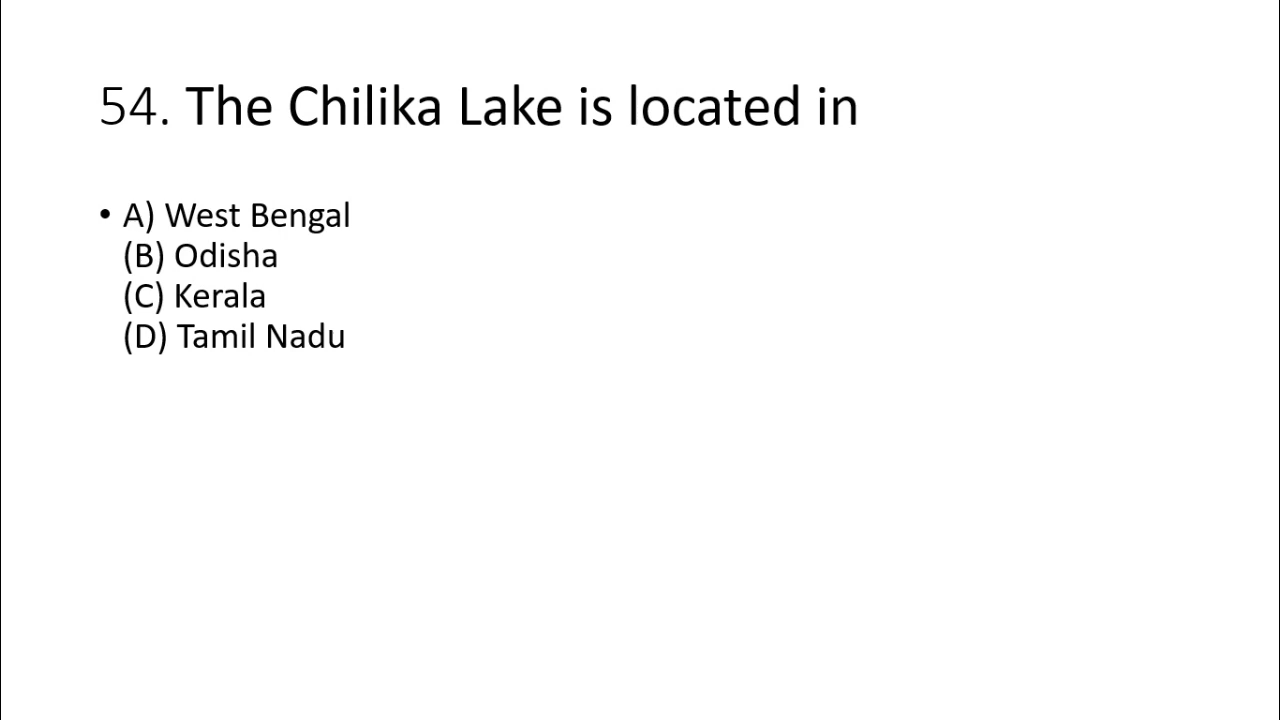 54. The Chilika Lake is located in
• A) West Bengal
(B) Odisha
(C) Kerala
(D) Tamil Nadu